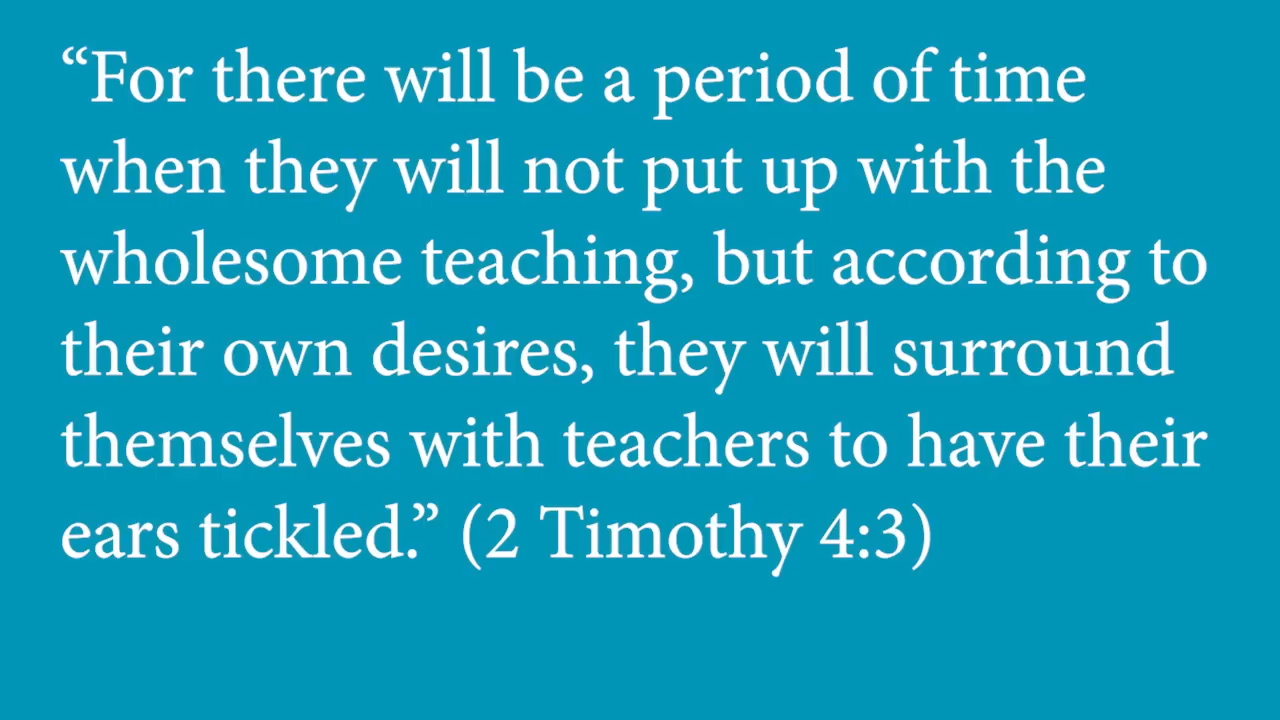 “For there will be a period of time
when they will not put up with the
wholesome teaching, but according to
their own desires, they will surround
themselves with teachers to have their
ears tickled.” (2 Timothy 4:3)